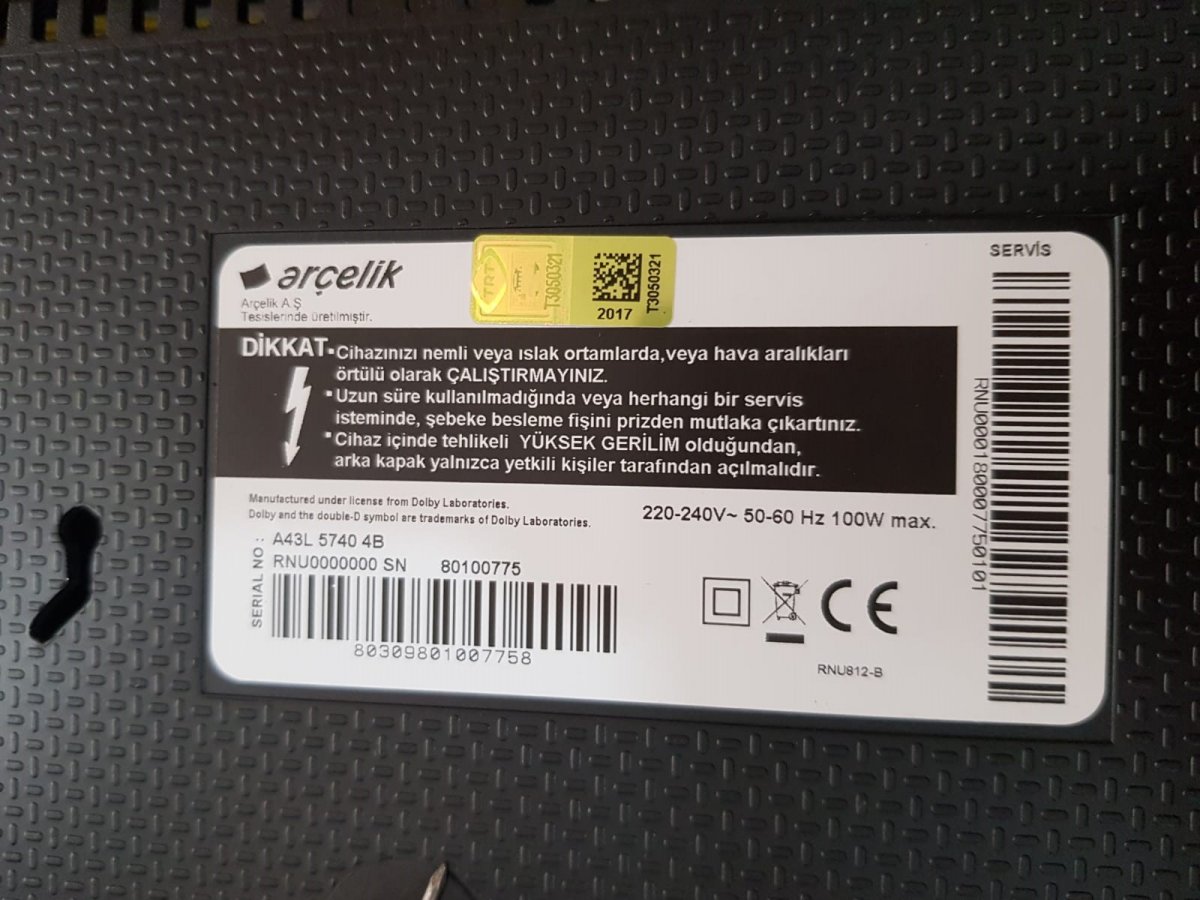 arçelik
Arçelik A.Ş
Tesislerinde üretilmiştir.
TRT
T3050321
2017
T3050321
SERVİS
DİKKAT
▪Cihazınızı nemli veya ıslak ortamlarda,veya hava aralıkları
örtülü olarak ÇALIŞTIRMAYINIZ.
▪Uzun süre kullanılmadığında veya herhangi bir servis
isteminde, şebeke besleme fişini prizden mutlaka çıkartınız.
▪Cihaz içinde tehlikeli YÜKSEK GERİLİM olduğundan,
arka kapak yalnızca yetkili kişiler tarafından açılmalıdır.
Manufactured under license from Dolby Laboratories.
Dolby and the double-D symbol are trademarks of Dolby Laboratories.
220-240V~ 50-60 Hz 100W max.
SERIAL NO :
A43L 5740 4B
RNU0000000 SN 80100775
80309801007758
CE
RNU812-B
RNU000180007750101